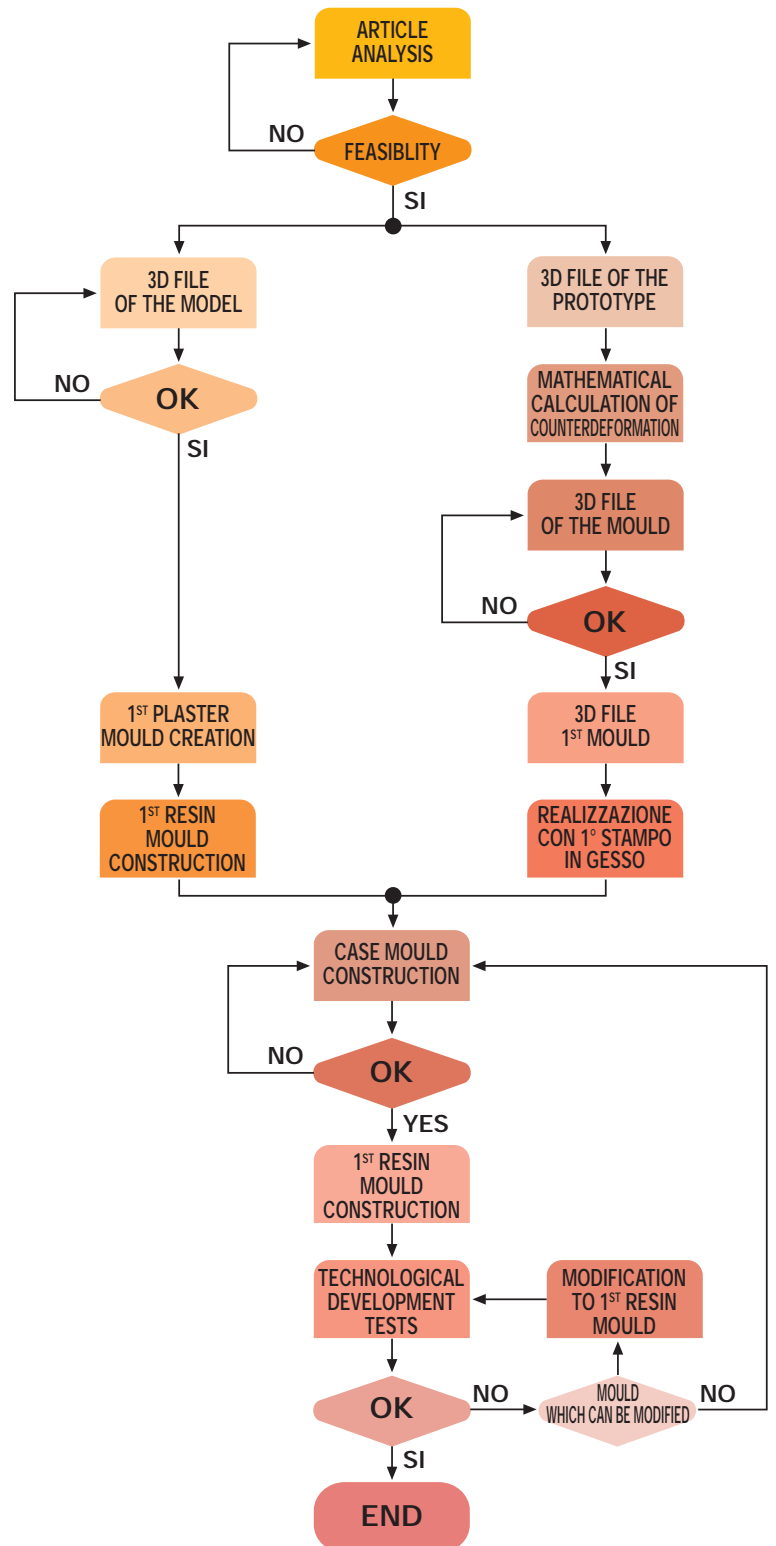 ARTICLE
ANALYSIS
NO
FEASIBLITY
SI
3D FILE
OF THE MODEL
NO
OK
SI
3D FILE OF THE
PROTOTYPE
MATHEMATICAL
CALCULATION OF
COUNTERDEFORMATION
3D FILE
OF THE MOULD
NO
OK
SI
1ST PLASTER
MOULD CREATION
3D FILE
1ST MOULD
1ST RESIN
MOULD
CONSTRUCTION
REALIZZAZIONE
CON 1° STAMPO
IN GESSO
CASE MOULD
CONSTRUCTION
NO
OK
YES
1ST RESIN
MOULD
CONSTRUCTION
TECHNOLOGICAL
DEVELOPMENT
TESTS
MODIFICATION
TO 1ST RESIN
MOULD
OK
NO
MOULD
WHICH CAN BE MODIFIED
NO
SI
END